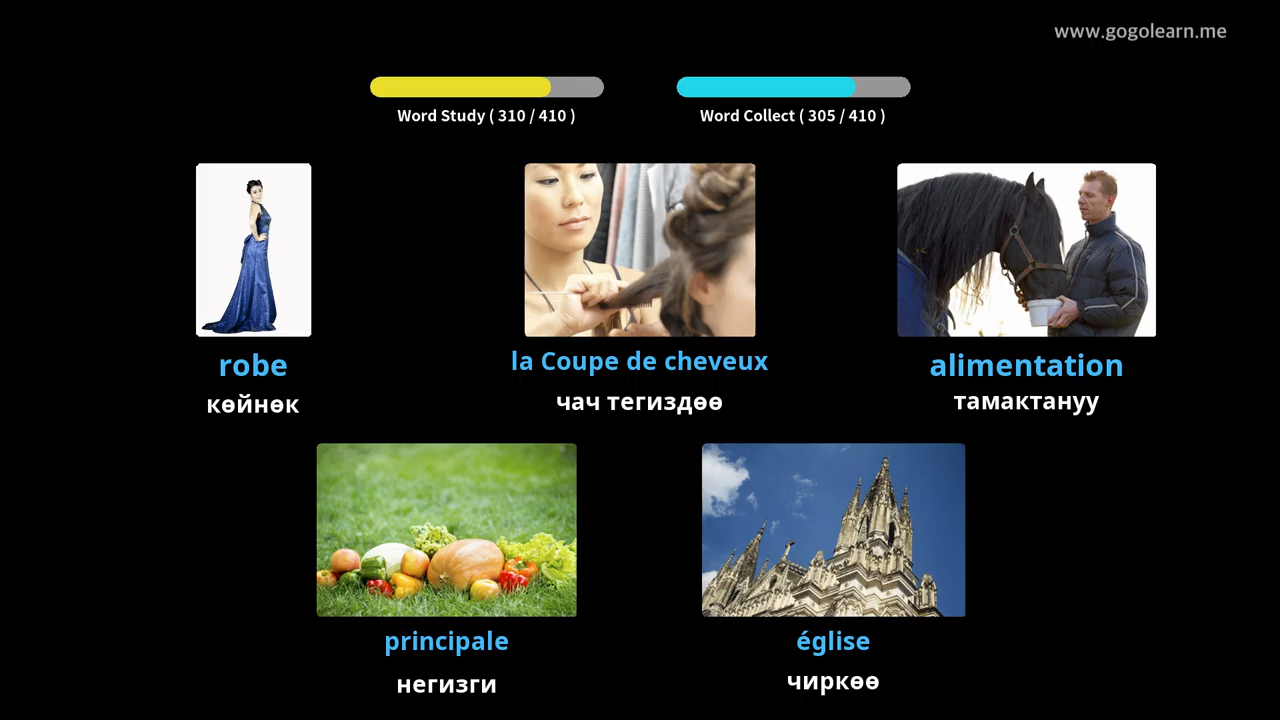 www.gogolearn.me
Word Study ( 310 / 410 )
Word Collect ( 305 / 410 )
robe
көйнөк
la Coupe de cheveux
чач тегиздөө
alimentation
тамактануу
principale
негизги
église
чиркөө